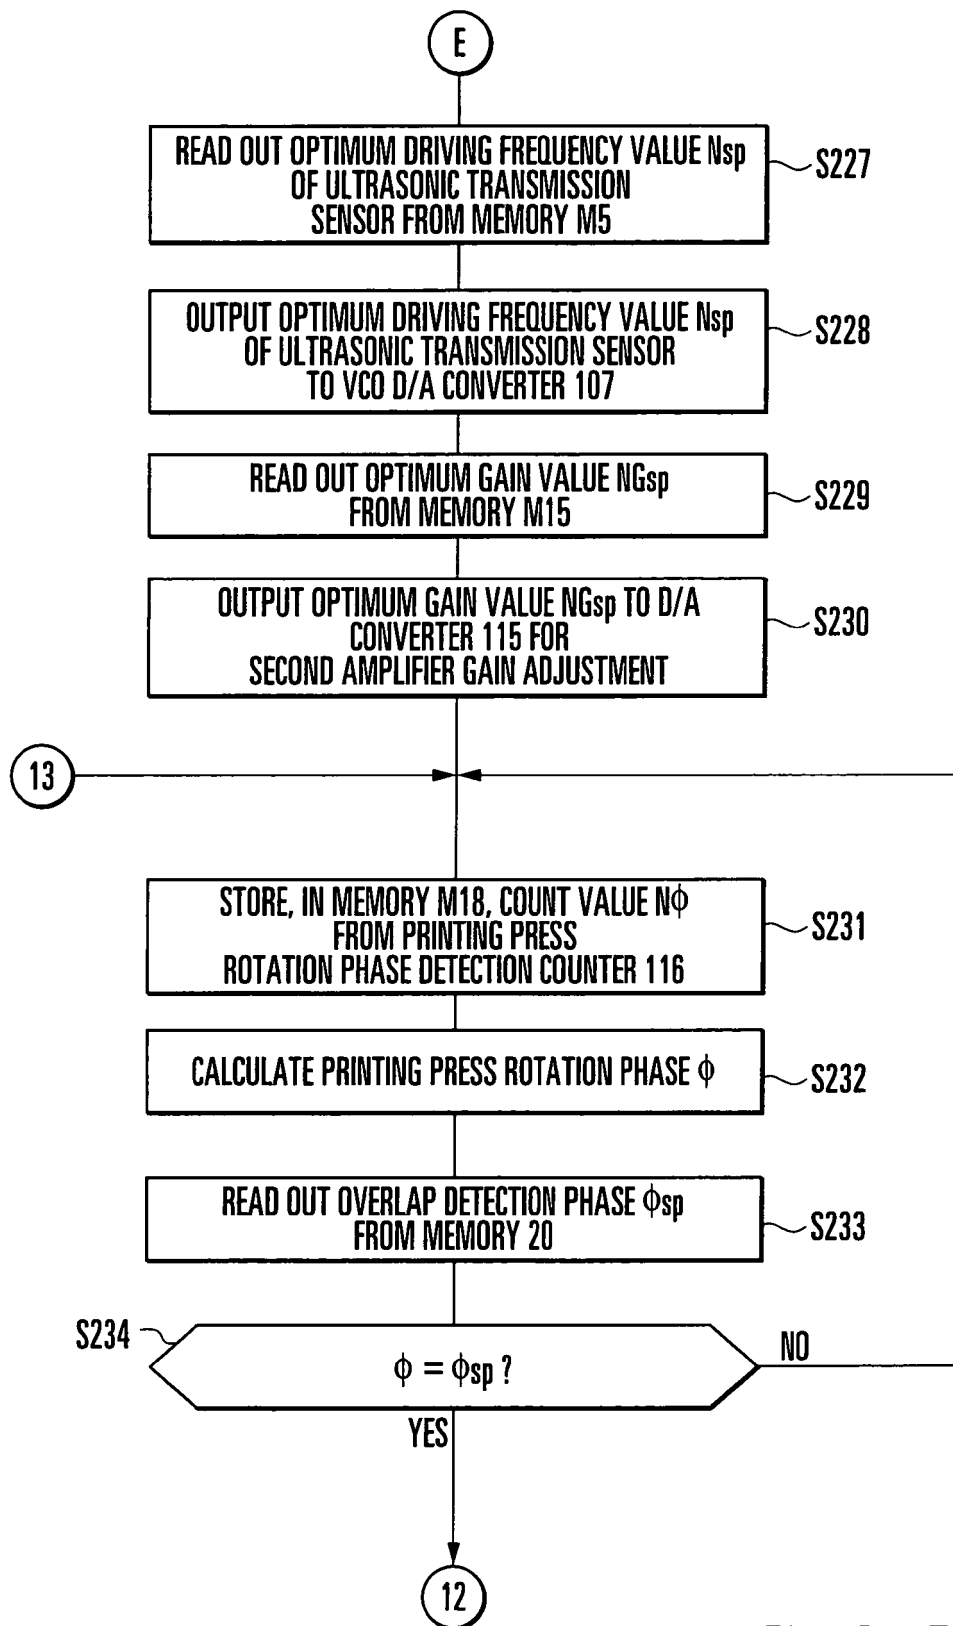 E
READ OUT OPTIMUM DRIVING FREQUENCY VALUE Nsp
OF ULTRASONIC TRANSMISSION
SENSOR FROM MEMORY M5
S227
OUTPUT OPTIMUM DRIVING FREQUENCY VALUE Nsp
OF ULTRASONIC TRANSMISSION SENSOR
TO VCO D/A CONVERTER 107
S228
READ OUT OPTIMUM GAIN VALUE NGsp
FROM MEMORY M15
S229
OUTPUT OPTIMUM GAIN VALUE NGsp TO D/A
CONVERTER 115 FOR
SECOND AMPLIFIER GAIN ADJUSTMENT
S230
13
STORE, IN MEMORY M18, COUNT VALUE Nϕ
FROM PRINTING PRESS
ROTATION PHASE DETECTION COUNTER 116
S231
CALCULATE PRINTING PRESS ROTATION PHASE ϕ
S232
READ OUT OVERLAP DETECTION PHASE ϕsp
FROM MEMORY 20
S233
S234
ϕ = ϕsp ?
NO
YES
12